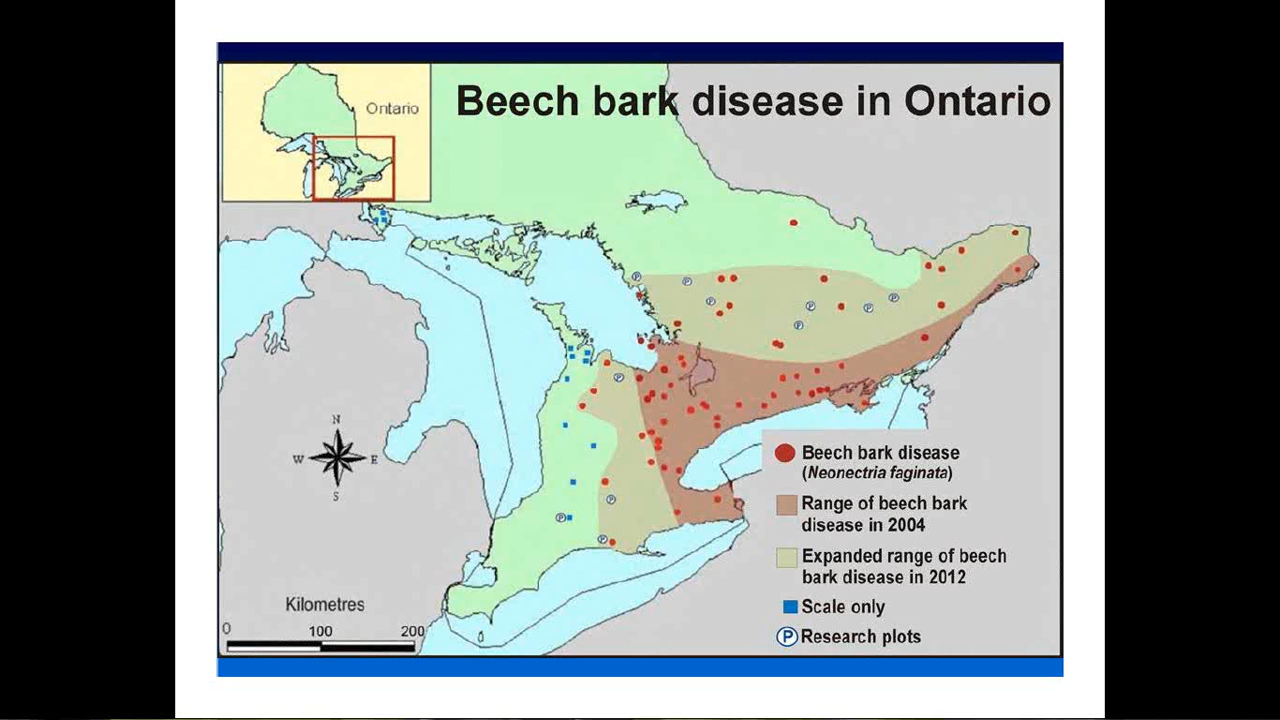 Beech bark disease in Ontario
Ontario
N
W E
S
Beech bark disease
(Neonectria faginata)
Range of beech bark
disease in 2004
Expanded range of beech
bark disease in 2012
Scale only
P Research plots
Kilometres
0 100 200
P
P
P
P
P
P
P
P
P
P
P